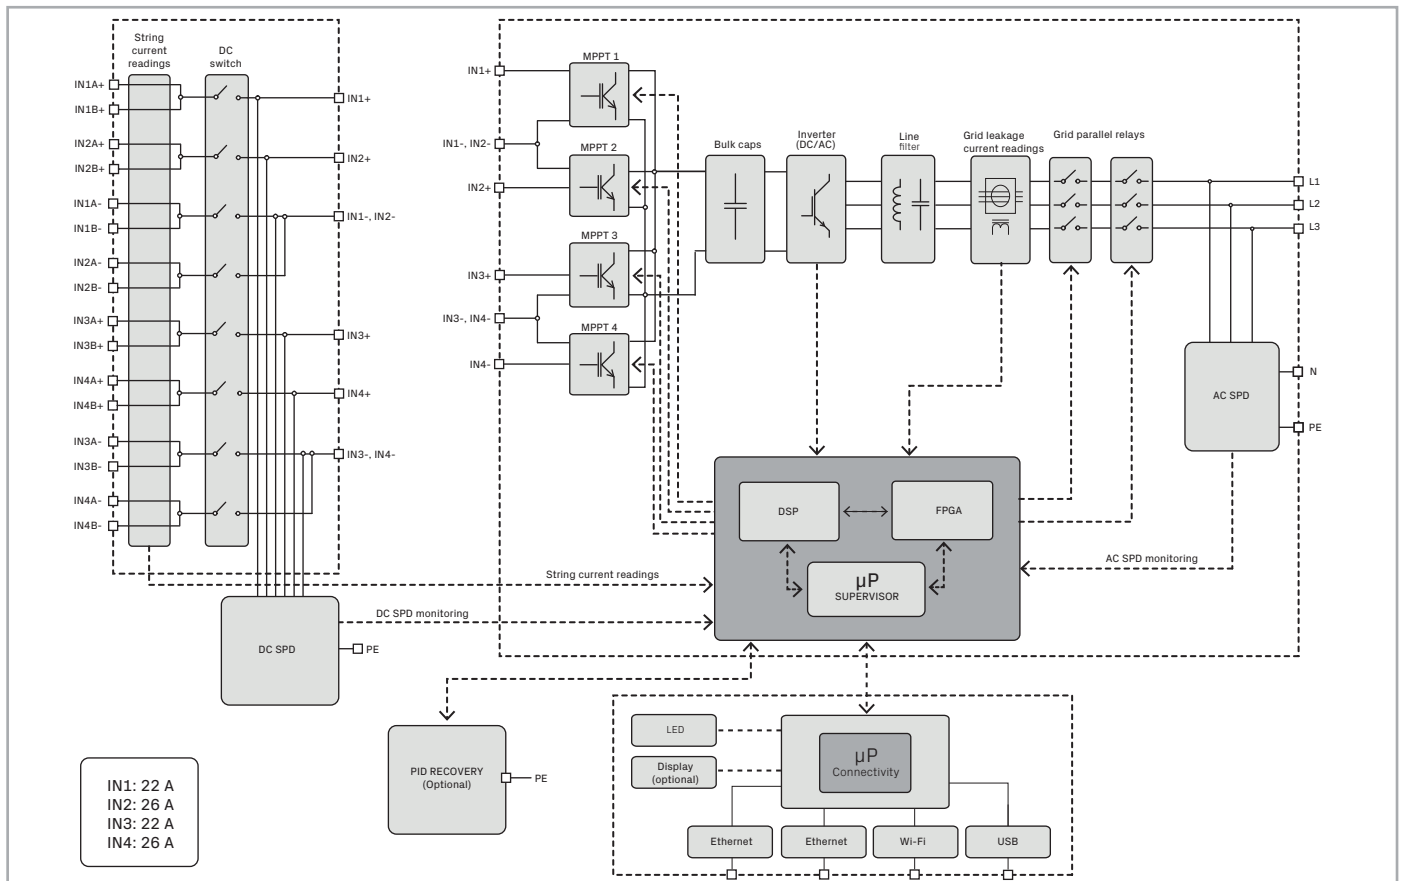 String
current
readings
DC
switch
IN1A+
IN1B+
IN2A+
IN2B+
IN1A-
IN1B-
IN2A-
IN2B-
IN3A+
IN3B+
IN4A+
IN4B+
IN3A-
IN3B-
IN4A-
IN4B-
IN1+
IN2+
IN1-, IN2-
IN3+
IN4+
IN3-, IN4-
DC SPD
PE
DC SPD monitoring
String current readings
IN1+
IN1-, IN2-
IN2+
IN3+
IN3-, IN4-
IN4-
MPPT 1
MPPT 2
MPPT 3
MPPT 4
Bulk caps
Inverter
(DC/AC)
Line
filter
Grid leakage
current readings
Grid parallel relays
L1
L2
L3
N
PE
AC SPD
AC SPD monitoring
DSP
FPGA
µP
SUPERVISOR
PID RECOVERY
(Optional)
PE
LED
Display
(optional)
µP
Connectivity
Ethernet
Ethernet
Wi-Fi
USB
IN1: 22 A
IN2: 26 A
IN3: 22 A
IN4: 26 A